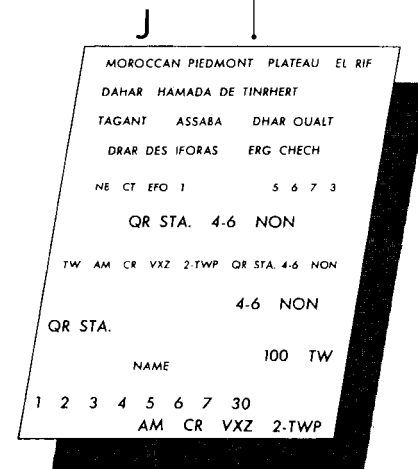 J
MOROCCAN PIEDMONT PLATEAU EL RIF
DAHAR HAMADA DE TINRHERT
TAGANT ASSABA DHAR OUALT
DRAR DES IFORAS ERG CHECH
NE CT EFO 1 5 6 7 3
QR STA. 4-6 NON
TW AM CR VXZ 2-TWP QR STA. 4-6 NON
4-6 NON
QR STA.
100 TW
NAME
1 2 3 4 5 6 7 30
AM CR VXZ 2-TWP